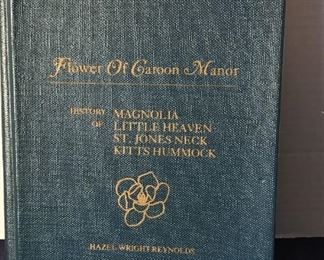 Flower Of Caroon Manor
HISTORY OF
MAGNOLIA
LITTLE HEAVEN
ST. JONES NECK
KITTS HUMMOCK
HAZEL WRIGHT REYNOLDS